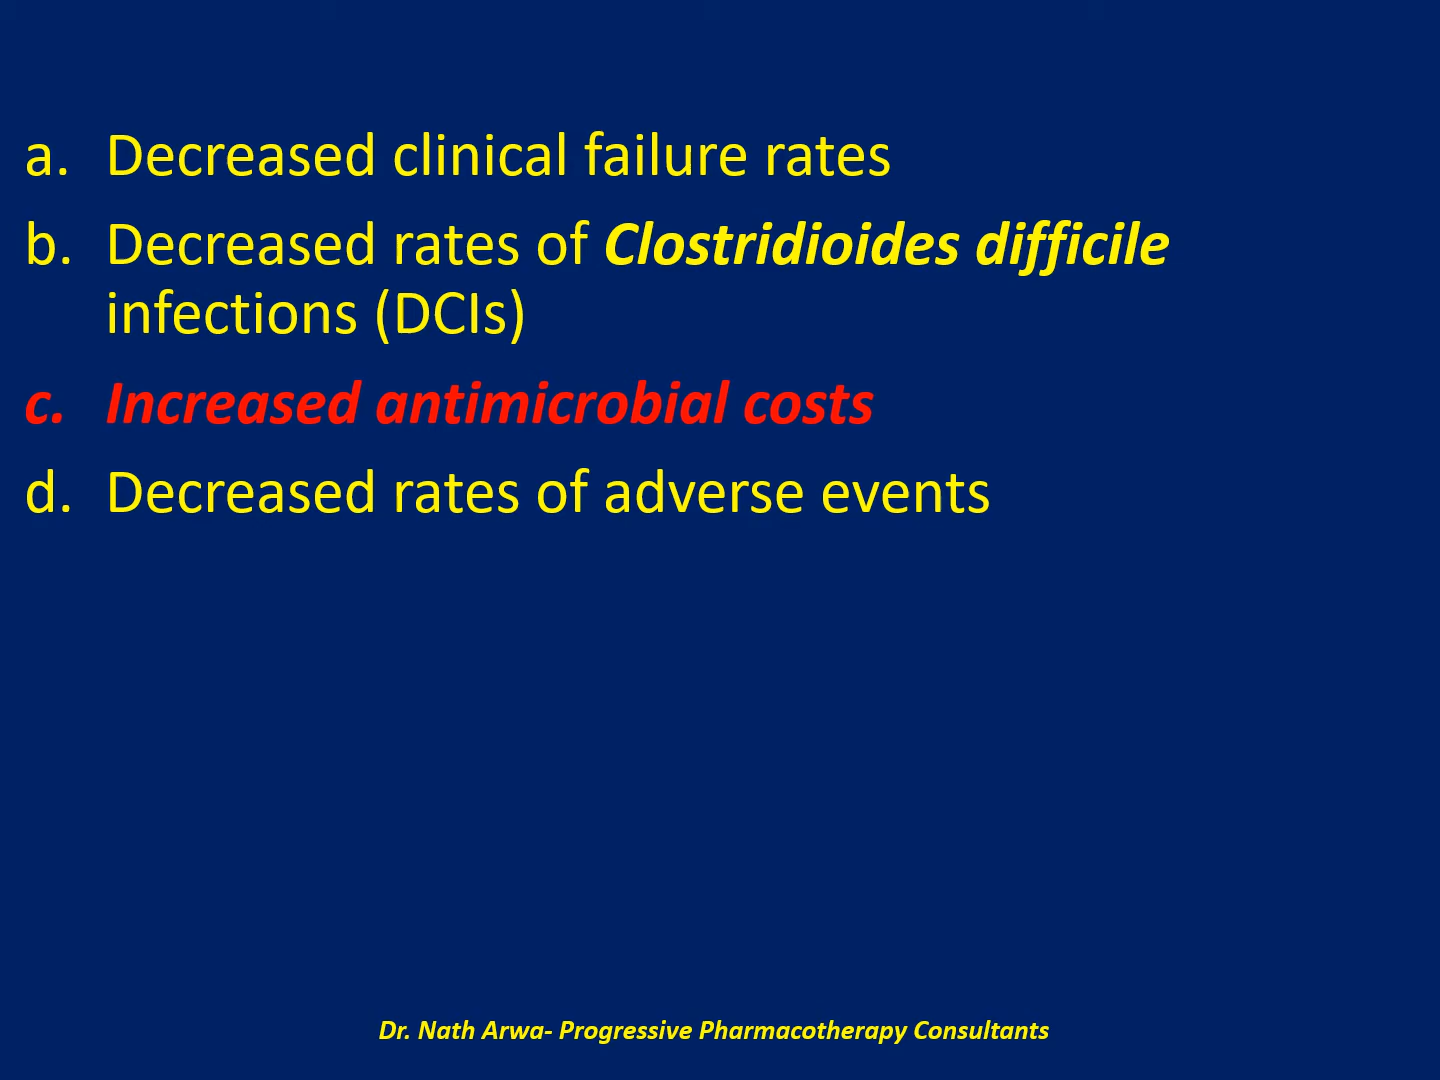 a. Decreased clinical failure rates
b. Decreased rates of Clostridioides difficile
infections (DCIs)
c. Increased antimicrobial costs
d. Decreased rates of adverse events
Dr. Nath Arwa- Progressive Pharmacotherapy Consultants